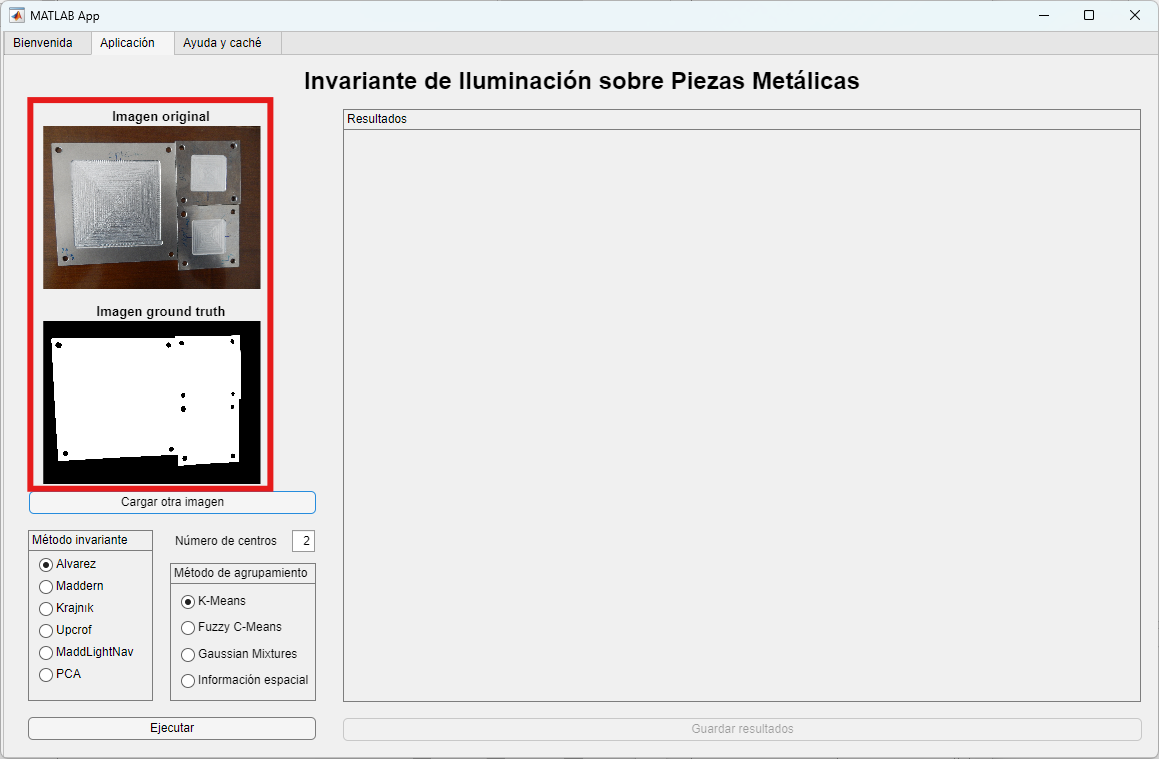 MATLAB App
Bienvenida
Aplicación
Ayuda y caché
Invariante de Iluminación sobre Piezas Metálicas
Imagen original
Imagen ground truth
Cargar otra imagen
Método invariante
Alvarez
Maddern
Krajnık
Upcrof
MaddLightNav
PCA
Número de centros 2
Método de agrupamiento
K-Means
Fuzzy C-Means
Gaussian Mixtures
Información espacial
Ejecutar
Resultados
Guardar resultados